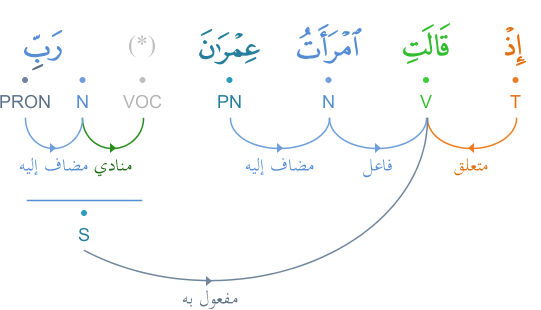 إِذْ قَالَتِ ٱمْرَأَتُ عِمْرَٰنَ (*) رَبِّ
T V N PN VOC N PRON
متعلق فاعل مضاف إليه منادي مضاف إليه
S
مفعول به